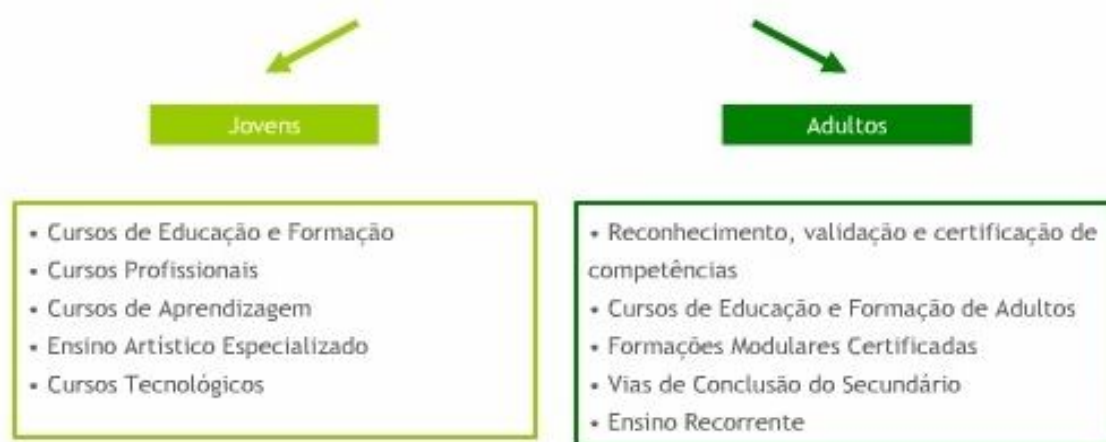 Jovens
Adultos
• Cursos de Educação e Formação
• Cursos Profissionais
• Cursos de Aprendizagem
• Ensino Artístico Especializado
• Cursos Tecnológicos
• Reconhecimento, validação e certificação de
competências
• Cursos de Educação e Formação de Adultos
• Formações Modulares Certificadas
• Vias de Conclusão do Secundário
• Ensino Recorrente